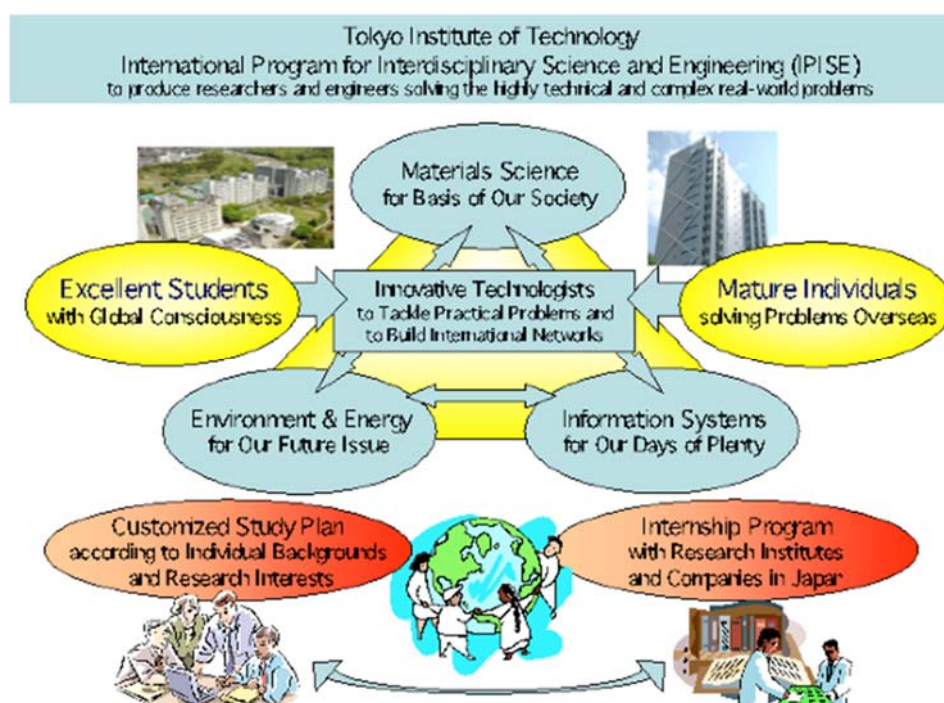 Tokyo Institute of Technology
International Program for Interdisciplinary Science and Engineering (IPISE)
to produce researchers and engineers solving the highly technical and complex real-world problems
Materials Science
for Basis of Our Society
Excellent Students
with Global Consciousness
Innovative Technologists
to Tackle Practical Problems and
to Build International Networks
Mature Individuals
solving Problems Overseas
Environment & Energy
for Our Future Issue
Information Systems
for Our Days of Plenty
Customized Study Plan
according to Individual Backgrounds
and Research Interests
Internship Program
with Research Institutes
and Companies in Japan